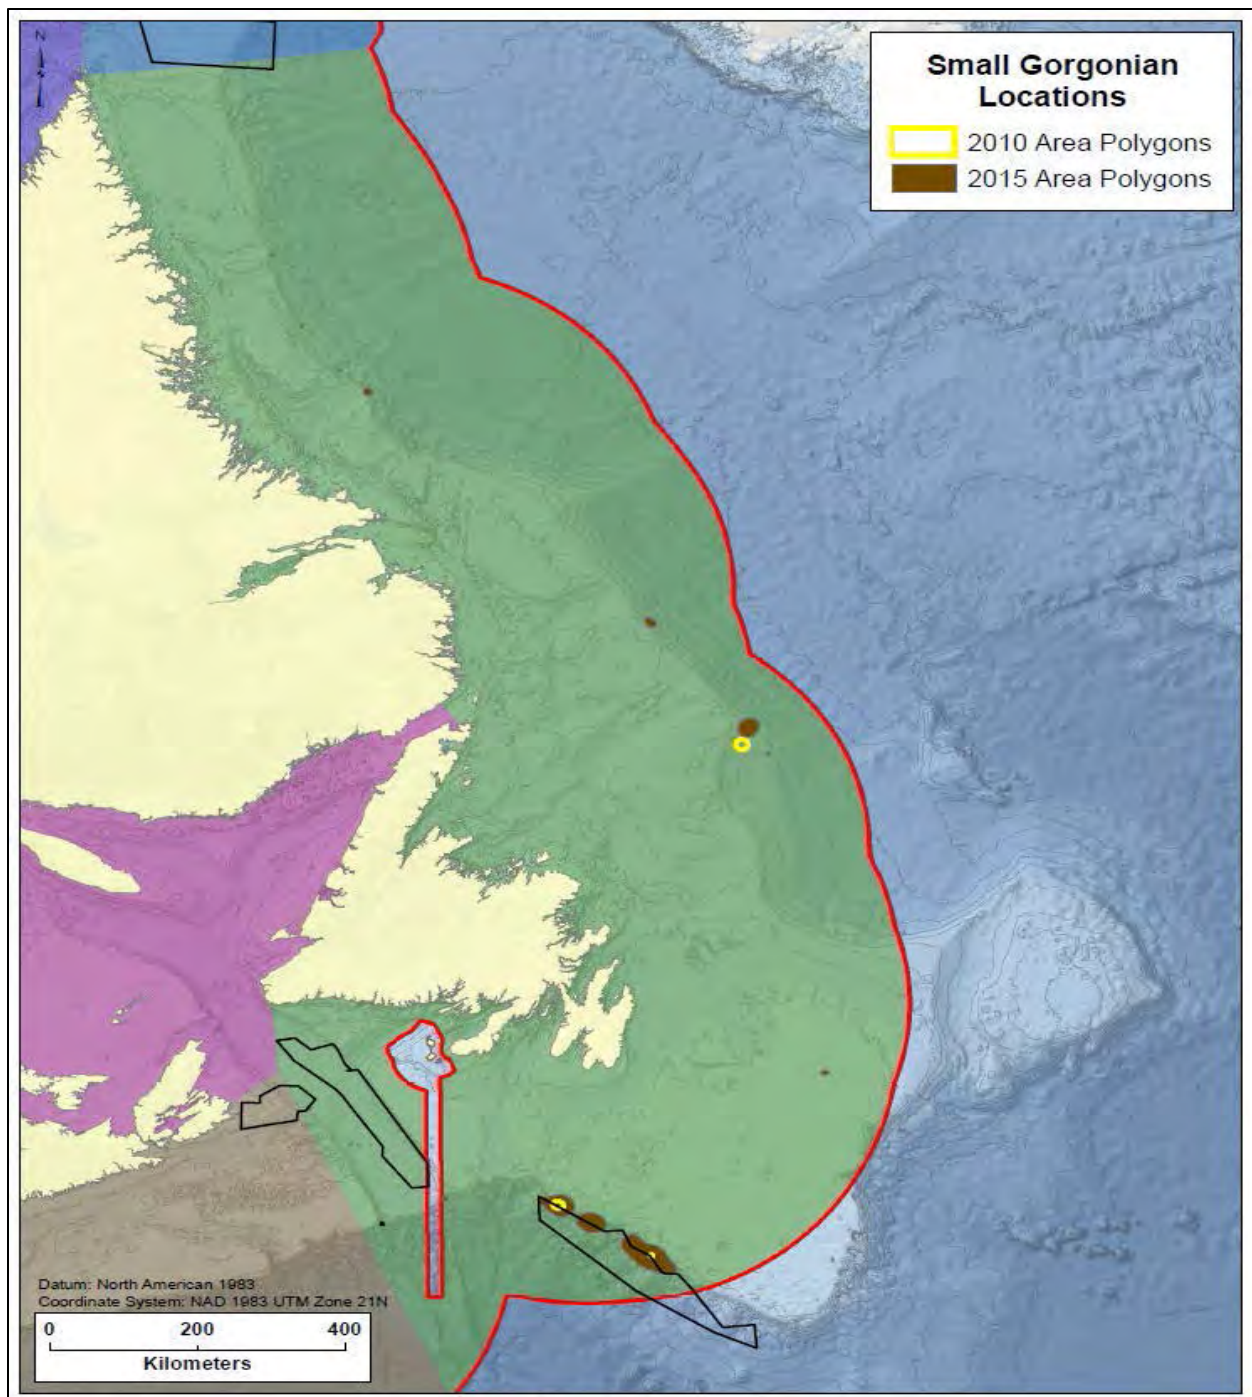 N
Small Gorgonian
Locations
2010 Area Polygons
2015 Area Polygons
Datum: North American 1983
Coordinate System: NAD 1983 UTM Zone 21N
0 200 400
Kilometers